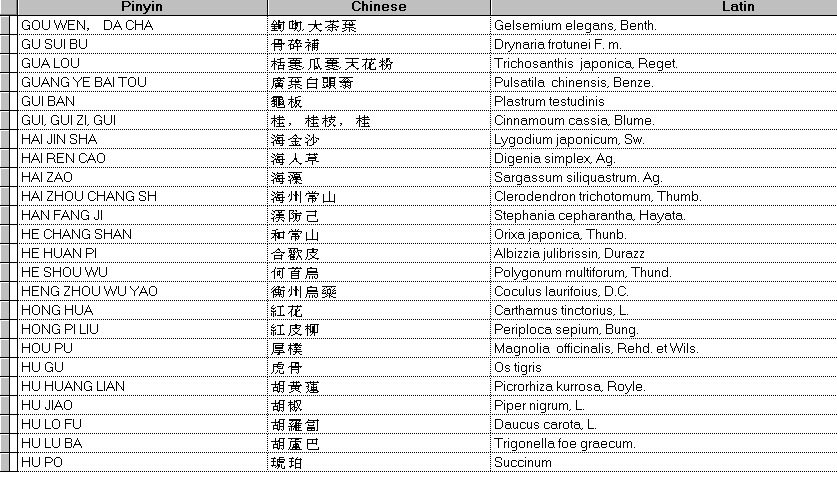 Pinyin Chinese Latin
GOU WEN, DA CHA 鉤吻,大茶葉 Gelsemium elegans, Benth.
GU SUI BU 骨碎補 Drynaria frotunei F. m.
GUA LOU 栝蔞,瓜蔞,天花粉 Trichosanthis japonica, Reget.
GUANG YE BAI TOU 廣葉白頭翁 Pulsatila chinensis, Benze.
GUI BAN 龜板 Plastrum testudinis
GUI, GUI ZI, GUI 桂，桂枝，桂 Cinnamoum cassia, Blume.
HAI JIN SHA 海金沙 Lygodium japonicum, Sw.
HAI REN CAO 海人草 Digenia simplex, Ag.
HAI ZAO 海藻 Sargassum siliquastrum. Ag.
HAI ZHOU CHANG SH 海州常山 Clerodendron trichotomum, Thumb.
HAN FANG JI 漢防己 Stephania cepharantha, Hayata.
HE CHANG SHAN 和常山 Orixa japonica, Thunb.
HE HUAN PI 合歡皮 Albizzia julibrissin, Durazz
HE SHOU WU 何首烏 Polygonum multiforum, Thund.
HENG ZHOU WU YAO 衡州烏藥 Coculus laurifoius, D.C.
HONG HUA 紅花 Carthamus tinctorius, L.
HONG PI LIU 紅皮柳 Periploca sepium, Bung.
HOU PU 厚樸 Magnolia officinalis, Rehd. et Wils.
HU GU 虎骨 Os tigris
HU HUANG LIAN 胡黃蓮 Picrorhiza kurrosa, Royle.
HU JIAO 胡椒 Piper nigrum, L.
HU LO FU 胡羅蔔 Daucus carota, L.
HU LU BA 胡蘆巴 Trigonella foe graecum.
HU PO 琥珀 Succinum